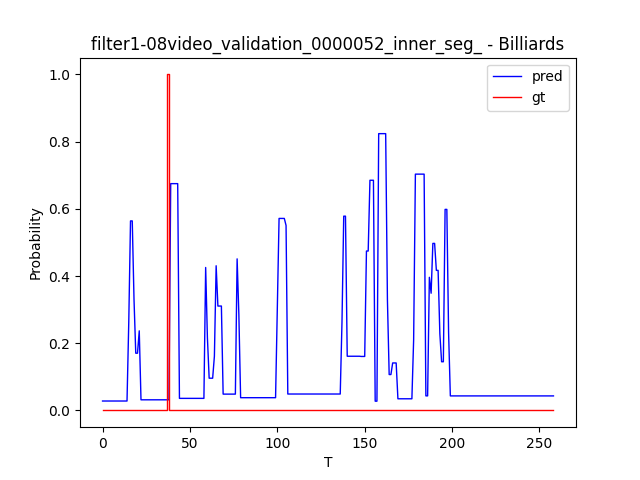 filter1-08video_validation_0000052_inner_seg_ - Billiards
pred
gt
1.0
0.8
0.6
0.4
0.2
0.0
Probability
0
50
100
150
200
250
T